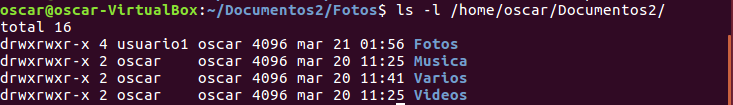 oscar@oscar-VirtualBox:~/Documentos2/Fotos$ ls -l /home/oscar/Documentos2/
total 16
drwxrwxr-x 4 usuario1 oscar 4096 mar 21 01:56 Fotos
drwxrwxr-x 2 oscar    oscar 4096 mar 20 11:25 Musica
drwxrwxr-x 2 oscar    oscar 4096 mar 20 11:41 Varios
drwxrwxr-x 2 oscar    oscar 4096 mar 20 11:25 Videos